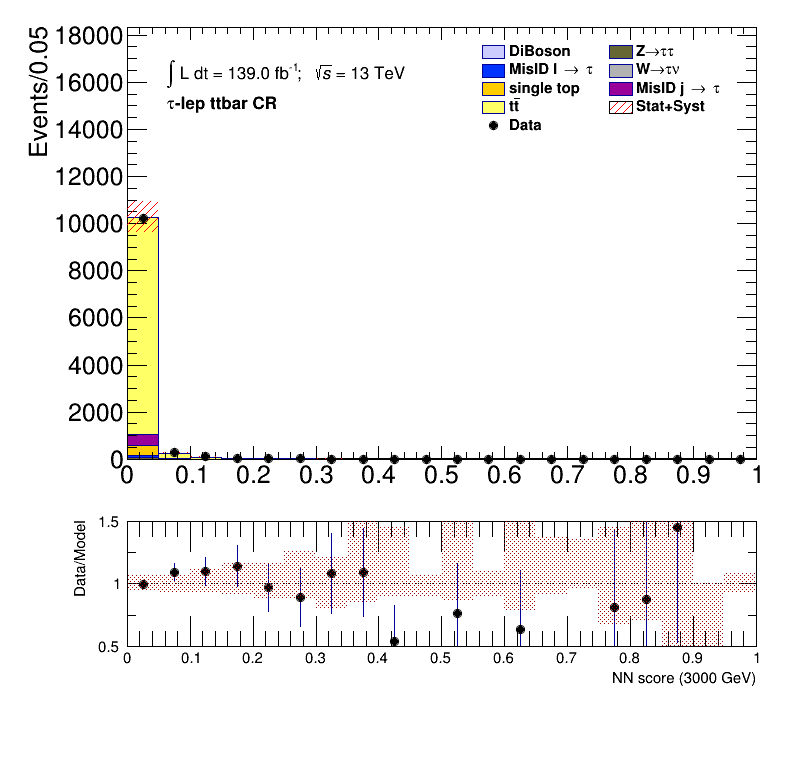 Events/0.05
18000
16000
14000
12000
10000
8000
6000
4000
2000
0
∫ L dt = 139.0 fb⁻¹; √s = 13 TeV
τ-lep ttbar CR
DiBoson
MisID l → τ
single top
tt̄
Data
Z→ττ
W→τν
MisID j → τ
Stat+Syst
0 0.1 0.2 0.3 0.4 0.5 0.6 0.7 0.8 0.9 1
Data/Model
1.5
1
0.5
0 0.1 0.2 0.3 0.4 0.5 0.6 0.7 0.8 0.9 1
NN score (3000 GeV)